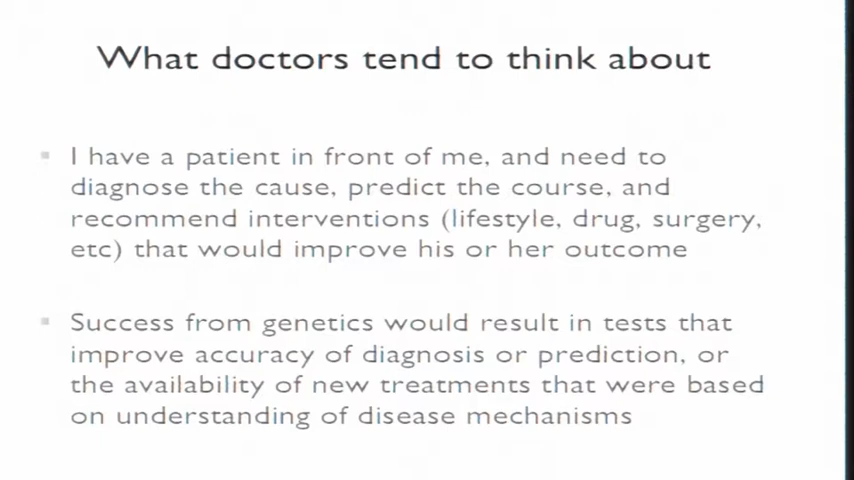 What doctors tend to think about
I have a patient in front of me, and need to
diagnose the cause, predict the course, and
recommend interventions (lifestyle, drug, surgery,
etc) that would improve his or her outcome
Success from genetics would result in tests that
improve accuracy of diagnosis or prediction, or
the availability of new treatments that were based
on understanding of disease mechanisms